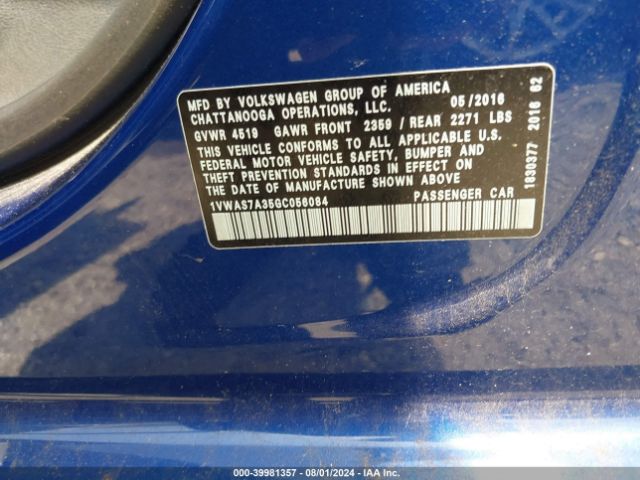 MFD BY VOLKSWAGEN GROUP OF AMERICA
CHATTANOOGA OPERATIONS, LLC. 05/2016
GVWR 4519 GAWR FRONT 2359 / REAR 2271 LBS
THIS VEHICLE CONFORMS TO ALL APPLICABLE U.S.
FEDERAL MOTOR VEHICLE SAFETY, BUMPER AND
THEFT PREVENTION STANDARDS IN EFFECT ON
THE DATE OF MANUFACTURE SHOWN ABOVE
1VWAS7A35GC056084 PASSENGER CAR
1830377 2016 62
000-39981357 - 08/01/2024 - IAA Inc.